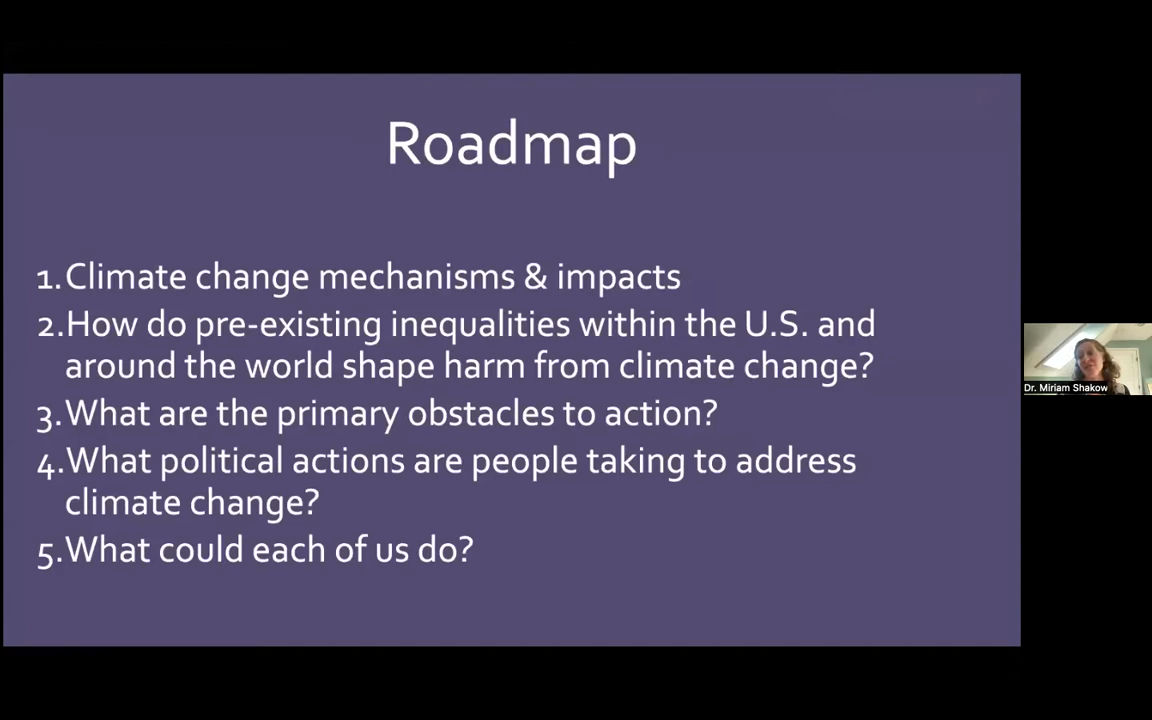 Roadmap
1.Climate change mechanisms & impacts
2.How do pre-existing inequalities within the U.S. and
around the world shape harm from climate change?
3.What are the primary obstacles to action?
4.What political actions are people taking to address
climate change?
5.What could each of us do?
Dr. Miriam Shakow